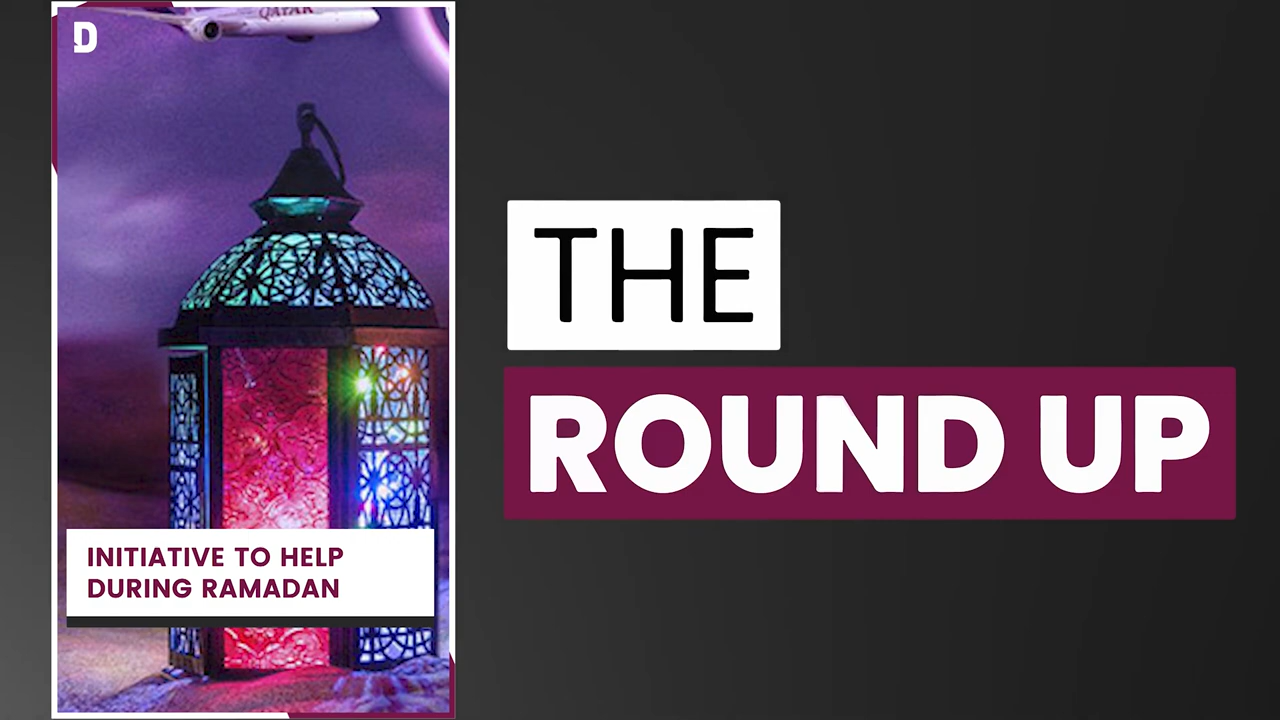 D
QATAR
INITIATIVE TO HELP
DURING RAMADAN
THE
ROUND UP